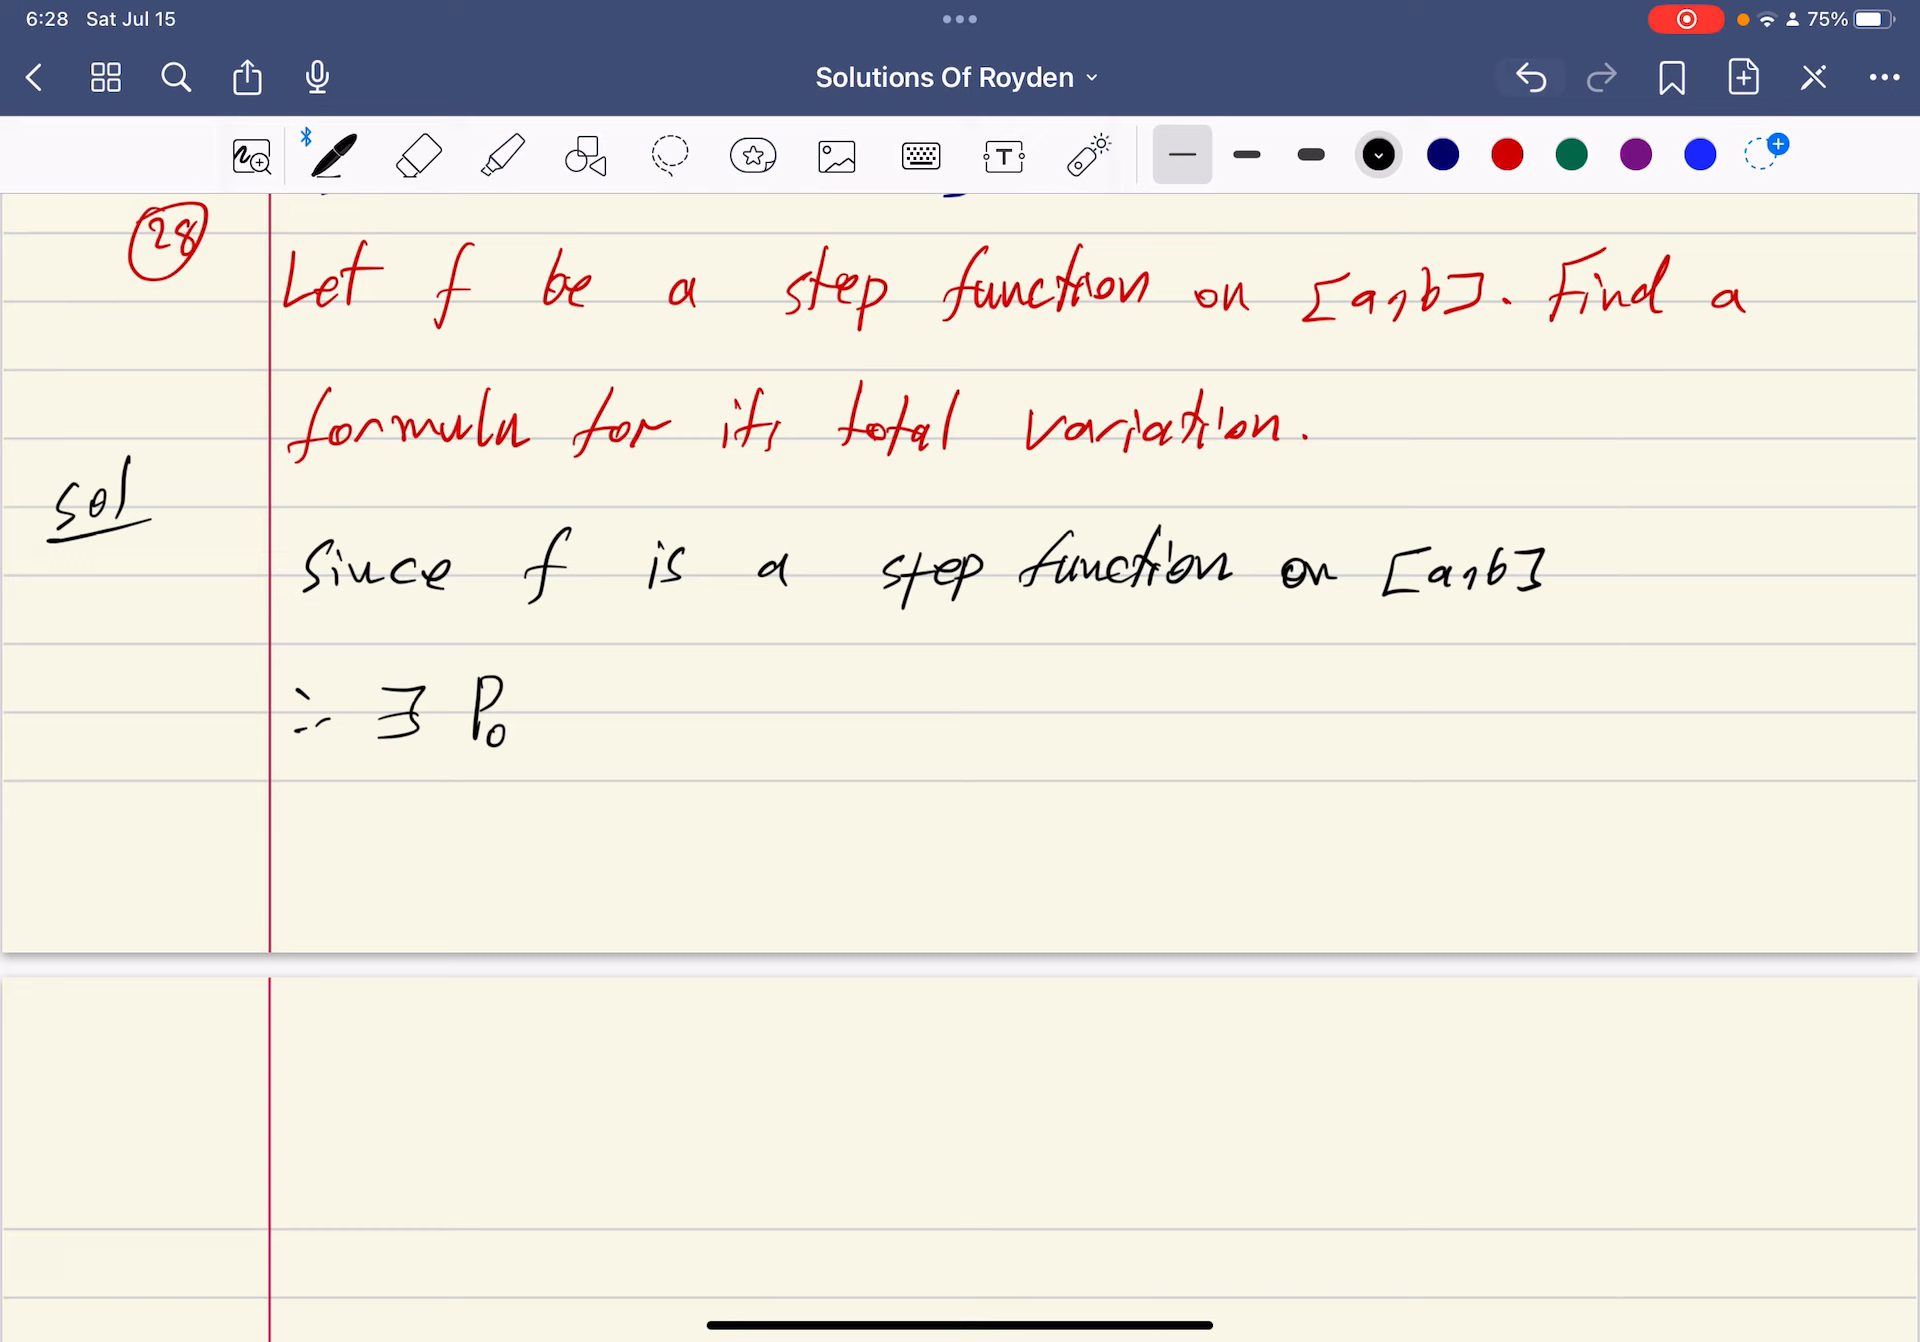 6:28 Sat Jul 15
75%
Solutions Of Royden
28
Let f be a step function on [a,b]. Find a
formula for its total variation.
Sol
Since f is a step function on [a,b]
∴ ∃ P₀